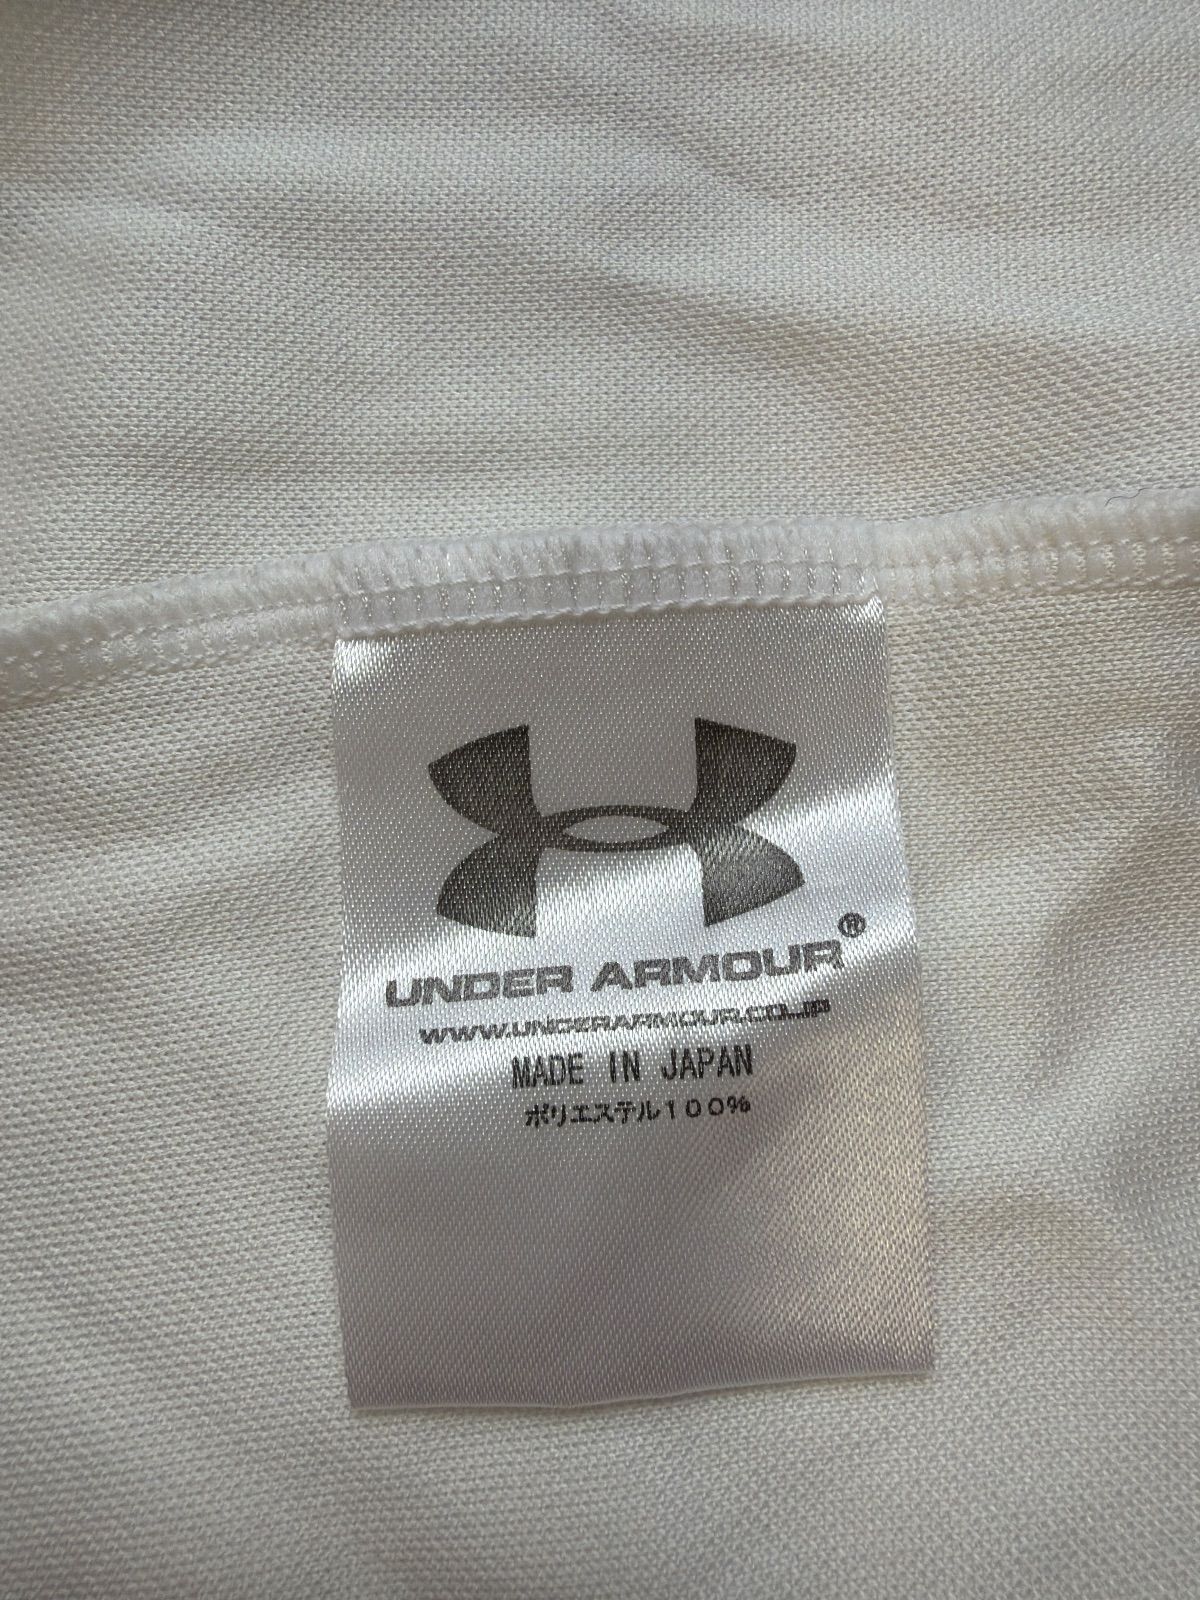 UNDER ARMOUR®
WWW.UNDERARMOUR.CO.JP
MADE IN JAPAN
ポリエステル100%